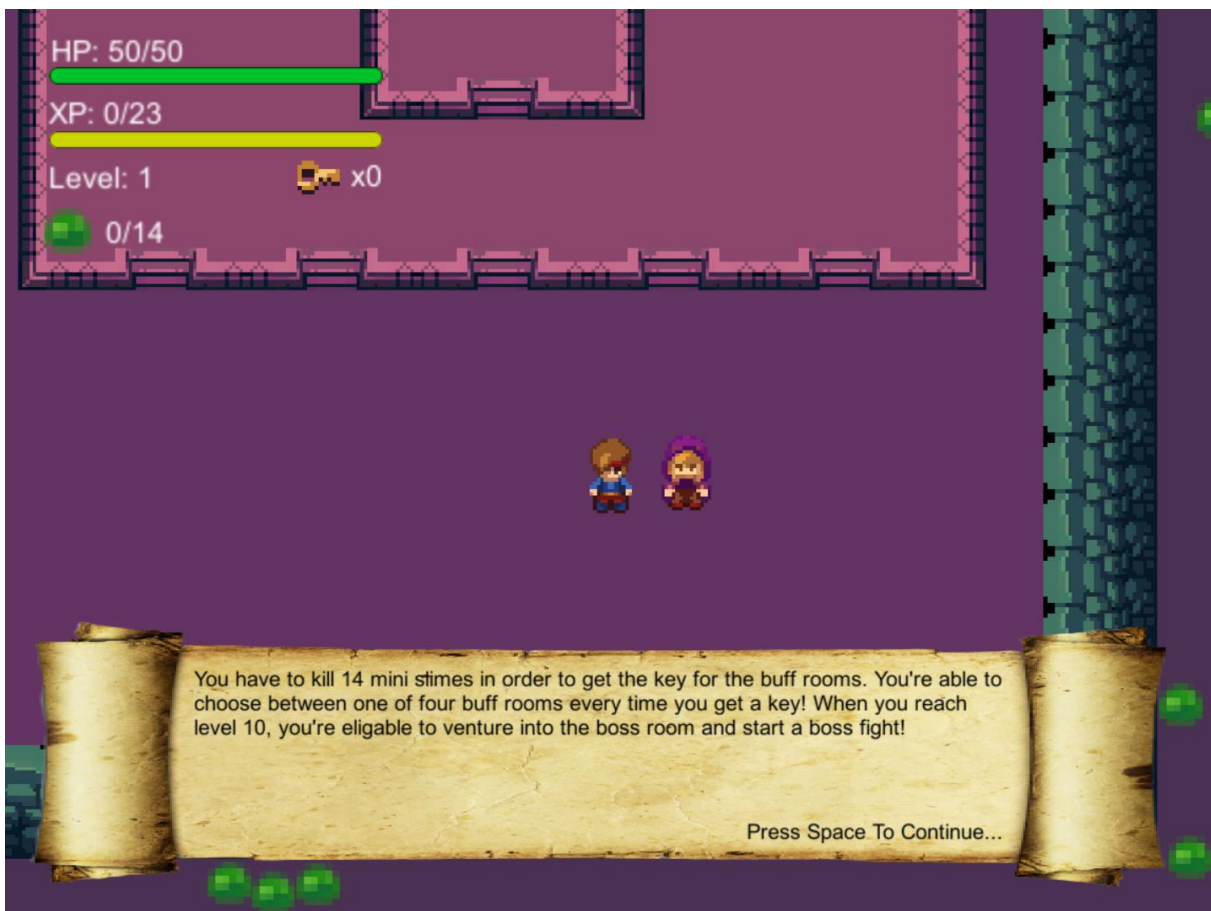 HP: 50/50
XP: 0/23
Level: 1
x0
0/14
You have to kill 14 mini slimes in order to get the key for the buff rooms. You're able to
choose between one of four buff rooms every time you get a key! When you reach
level 10, you're eligable to venture into the boss room and start a boss fight!
Press Space To Continue...